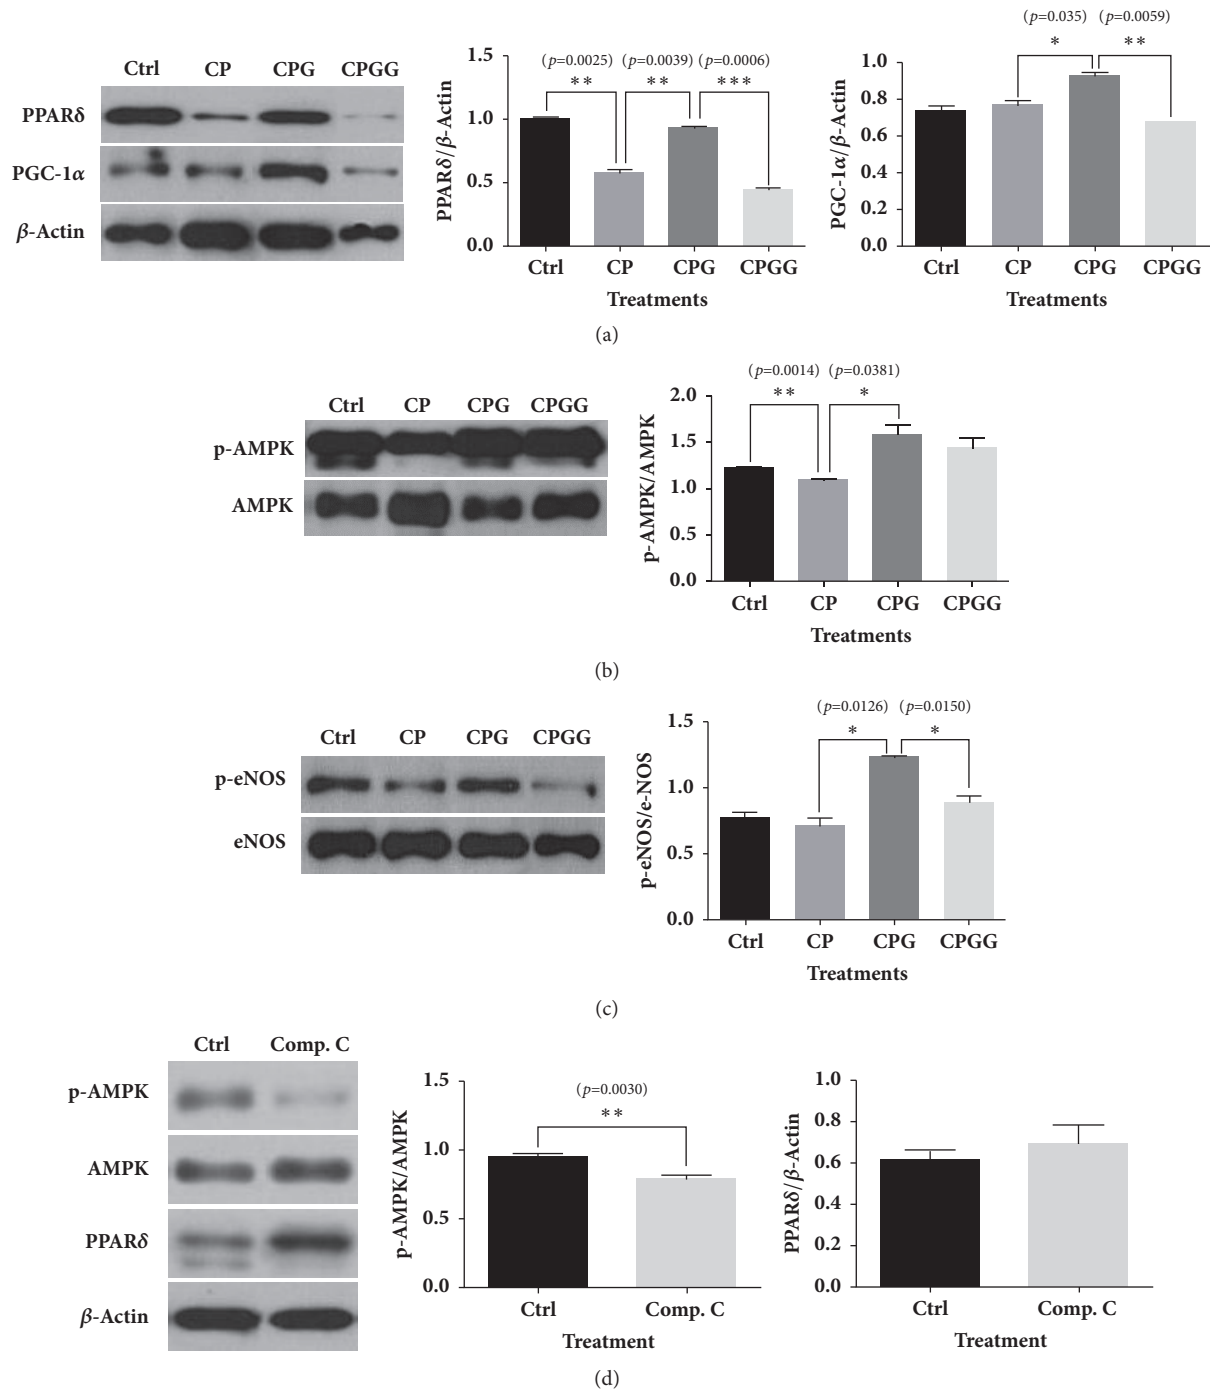 Ctrl CP CPG CPGG
PPARδ
PGC-1α
β-Actin
(p=0.0025) (p=0.0039) (p=0.0006)
** ** ***
PPARδ/β-Actin
1.5
1.0
0.5
0.0
Ctrl CP CPG CPGG
Treatments
(p=0.035) (p=0.0059)
* **
PGC-1α/β-Actin
1.0
0.8
0.6
0.4
0.2
0.0
Ctrl CP CPG CPGG
Treatments
(a)
Ctrl CP CPG CPGG
p-AMPK
AMPK
(p=0.0014) (p=0.0381)
** *
p-AMPK/AMPK
2.0
1.5
1.0
0.5
0.0
Ctrl CP CPG CPGG
Treatments
(b)
Ctrl CP CPG CPGG
p-eNOS
eNOS
(p=0.0126) (p=0.0150)
* *
p-eNOS/e-NOS
1.5
1.0
0.5
0.0
Ctrl CP CPG CPGG
Treatments
(c)
Ctrl Comp. C
p-AMPK
AMPK
PPARδ
β-Actin
(p=0.0030)
**
p-AMPK/AMPK
1.5
1.0
0.5
0.0
Ctrl Comp. C
Treatment
PPARδ/β-Actin
1.0
0.8
0.6
0.4
0.2
0.0
Ctrl Comp. C
Treatment
(d)